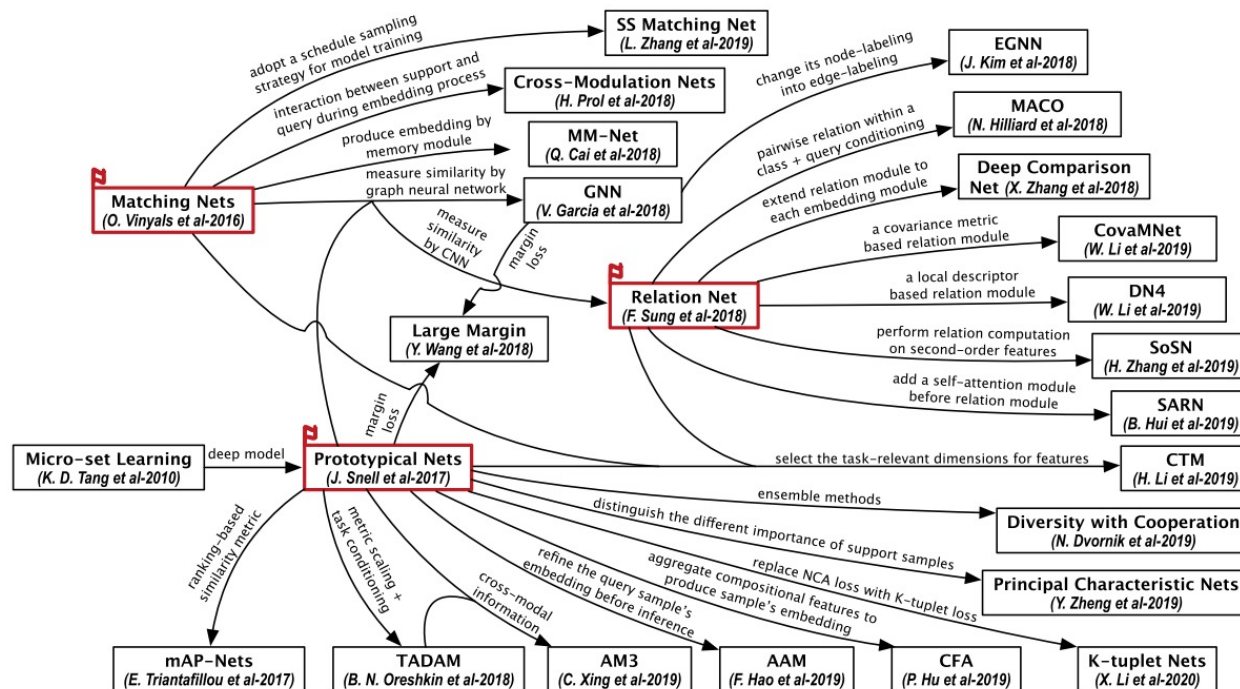 SS Matching Net
(L. Zhang et al-2019)
adopt a schedule sampling
strategy for model training
EGNN
(J. Kim et al-2018)
change its node-labeling
into edge-labeling
interaction between support and
query during embedding process
Cross-Modulation Nets
(H. Prol et al-2018)
MACO
(N. Hilliard et al-2018)
pairwise relation within a
class + query conditioning
produce embedding by
memory module
MM-Net
(Q. Cai et al-2018)
Deep Comparison
Net (X. Zhang et al-2018)
extend relation module to
each embedding module
measure similarity by
graph neural network
GNN
(V. Garcia et al-2018)
Matching Nets
(O. Vinyals et al-2016)
measure
similarity
by CNN
margin
loss
a covariance metric
based relation module
CovaMNet
(W. Li et al-2019)
Relation Net
(F. Sung et al-2018)
a local descriptor
based relation module
DN4
(W. Li et al-2019)
Large Margin
(Y. Wang et al-2018)
perform relation computation
on second-order features
SoSN
(H. Zhang et al-2019)
add a self-attention module
before relation module
SARN
(B. Hui et al-2019)
margin
loss
Micro-set Learning
(K. D. Tang et al-2010)
deep model
Prototypical Nets
(J. Snell et al-2017)
select the task-relevant dimensions for features
CTM
(H. Li et al-2019)
ensemble methods
Diversity with Cooperation
(N. Dvornik et al-2019)
distinguish the different importance of support samples
Principal Characteristic Nets
(Y. Zheng et al-2019)
ranking-based
similarity metric
metric scaling +
task conditioning
cross-modal
information
refine the query sample's
embedding before inference
aggregate compositional features to
produce sample's embedding
replace NCA loss with K-tuplet loss
mAP-Nets
(E. Triantafillou et al-2017)
TADAM
(B. N. Oreshkin et al-2018)
AM3
(C. Xing et al-2019)
AAM
(F. Hao et al-2019)
CFA
(P. Hu et al-2019)
K-tuplet Nets
(X. Li et al-2020)